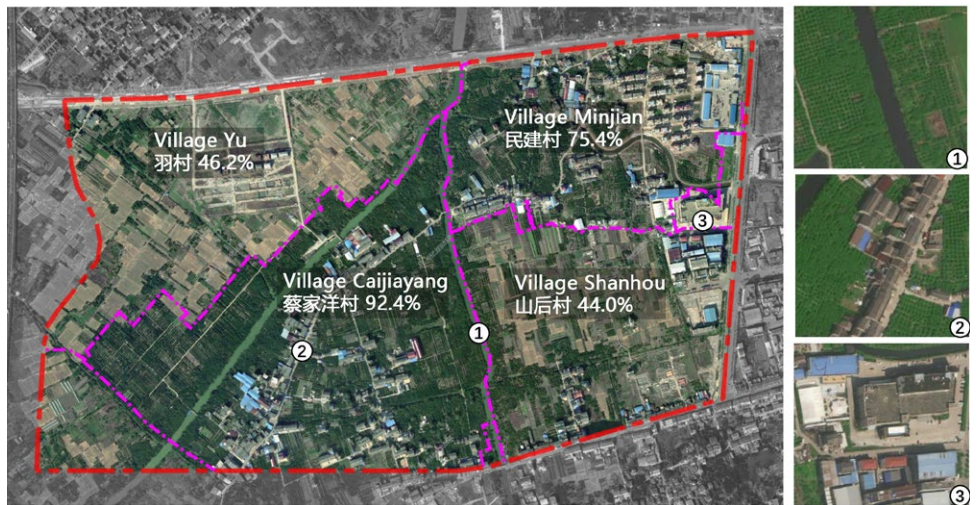 Village Yu
羽村 46.2%
Village Minjian
民建村 75.4%
Village Caijiayang
蔡家洋村 92.4%
Village Shanhou
山后村 44.0%
①
②
③
①
②
③